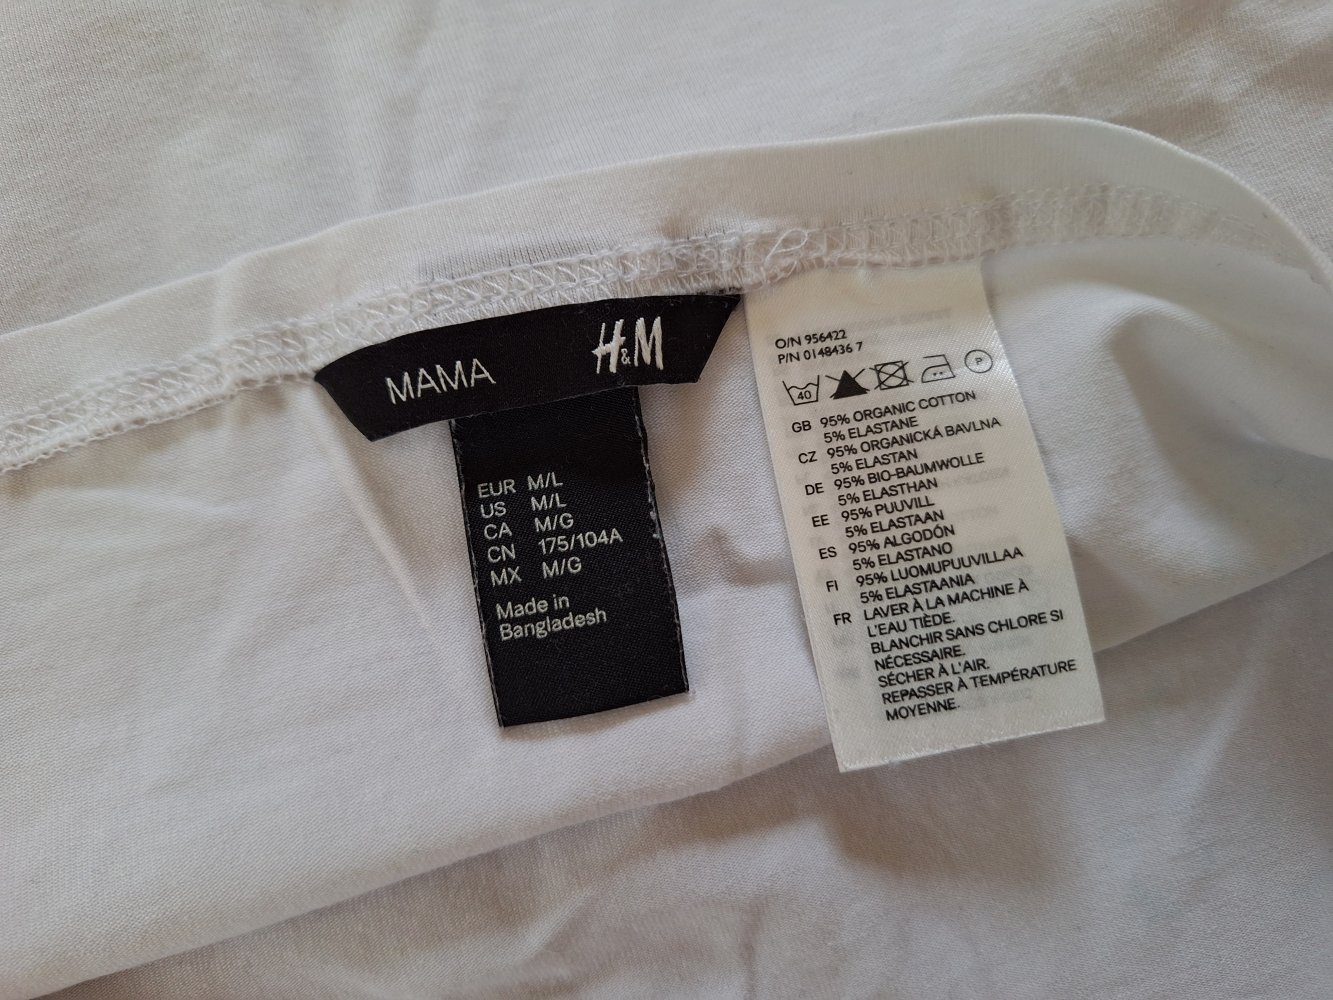 MAMA H&M
EUR M/L
US M/L
CA M/G
CN 175/104A
MX M/G
Made in
Bangladesh
O/N 956422
P/N 0148436 7
40 P
GB 95% ORGANIC COTTON
5% ELASTANE
CZ 95% ORGANICKÁ BAVLNA
5% ELASTAN
DE 95% BIO-BAUMWOLLE
5% ELASTHAN
EE 95% PUUVILL
5% ELASTAAN
ES 95% ALGODÓN
5% ELASTANO
FI 95% LUOMUPUUVILLAA
5% ELASTAANIA
FR LAVER À LA MACHINE À
L'EAU TIÈDE.
BLANCHIR SANS CHLORE SI
NÉCESSAIRE.
SÉCHER À L'AIR.
REPASSER À TEMPÉRATURE
MOYENNE.